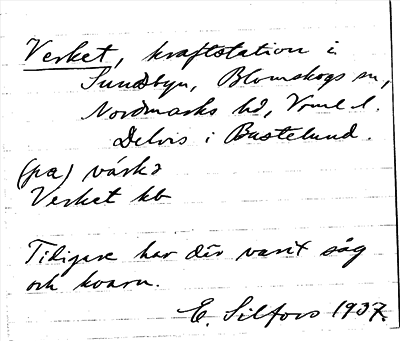 Verket, kraftstation i
Sundbyn, Blomskogs sn,
Nordmarks hd, Vrml. l.
Delvis i Bastelund.
(pa) várkə
Verket kb
Tidigare har där varit såg
och kvarn.
E. Silfors 1937.